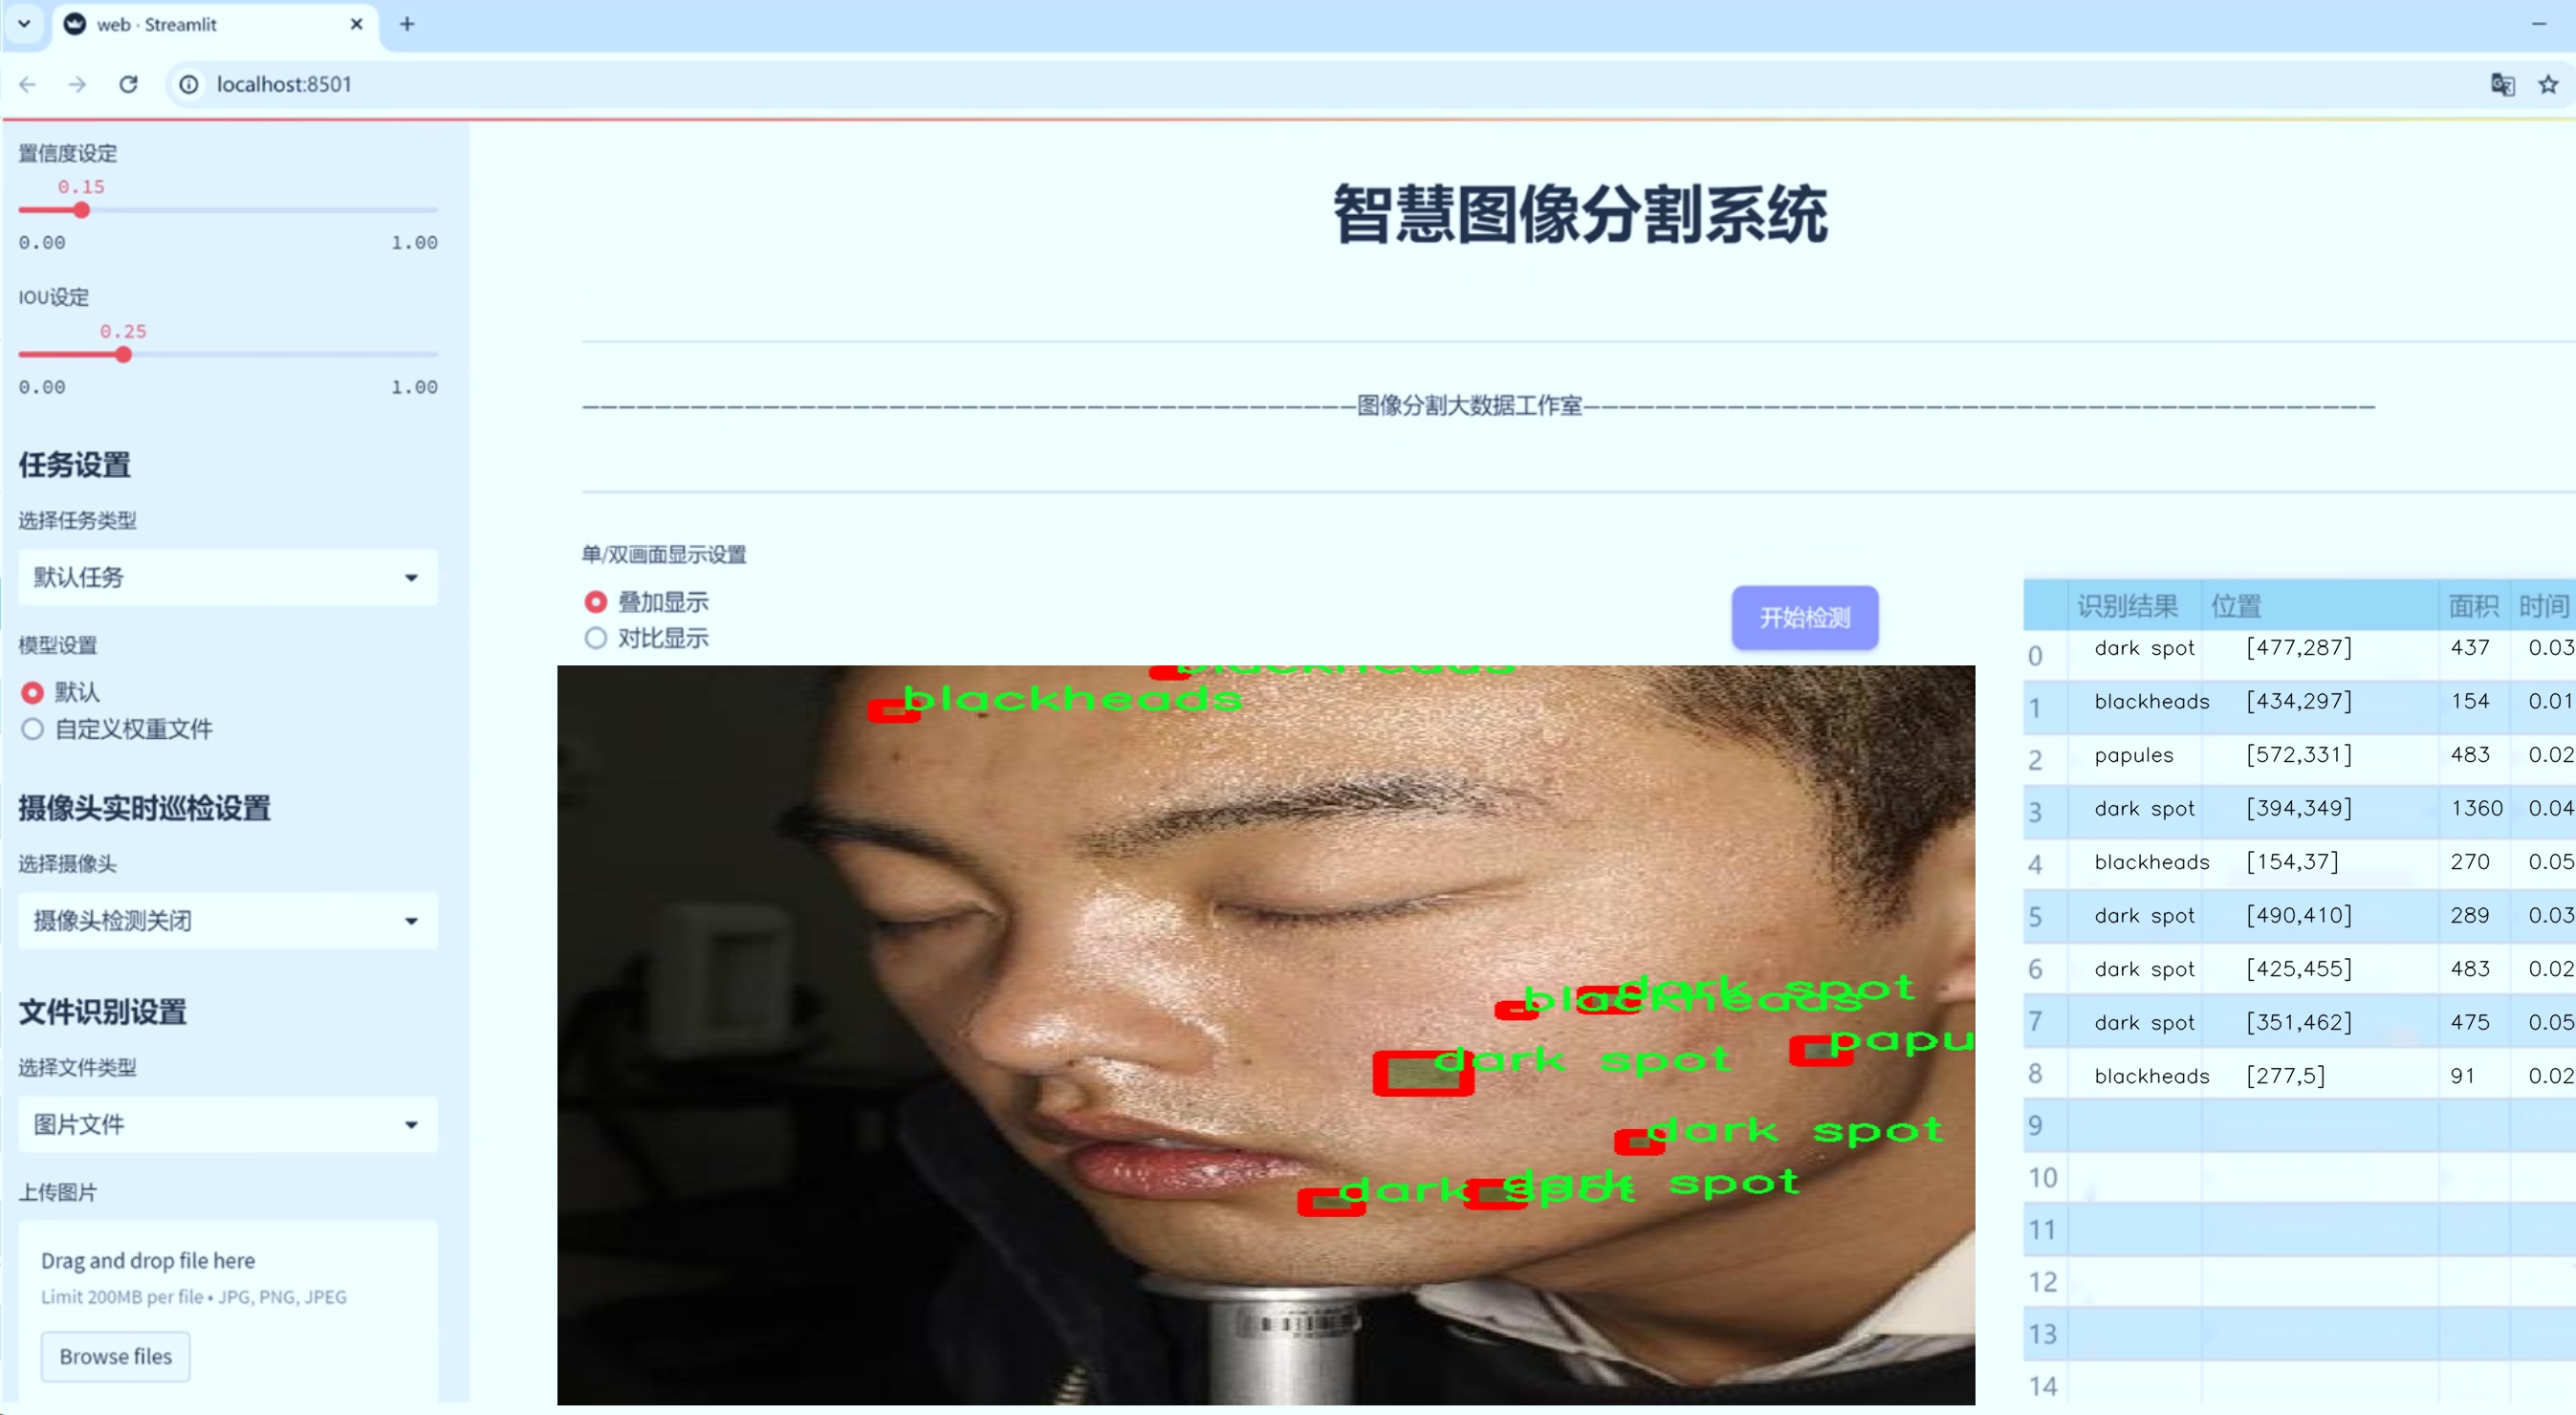 web · Streamlit
localhost:8501
置信度设定
0.15
0.00 1.00
IOU设定
0.25
0.00 1.00
任务设置
选择任务类型
默认任务
模型设置
默认
自定义权重文件
摄像头实时巡检设置
选择摄像头
摄像头检测关闭
文件识别设置
选择文件类型
图片文件
上传图片
Drag and drop file here
Limit 200MB per file • JPG, PNG, JPEG
Browse files
智慧图像分割系统
———————————————————————————————————————————图像分割大数据工作室————————————————————————————————————————————
单/双画面显示设置
叠加显示
对比显示
开始检测
blackheads
blackheads
dark spot
blackheads
papu
dark spot
dark spot
dark spot
dark spot
识别结果 位置 面积 时间
0 dark spot [477,287] 437 0.03
1 blackheads [434,297] 154 0.01
2 papules [572,331] 483 0.02
3 dark spot [394,349] 1360 0.04
4 blackheads [154,37] 270 0.05
5 dark spot [490,410] 289 0.03
6 dark spot [425,455] 483 0.02
7 dark spot [351,462] 475 0.05
8 blackheads [277,5] 91 0.02
9
10
11
12
13
14